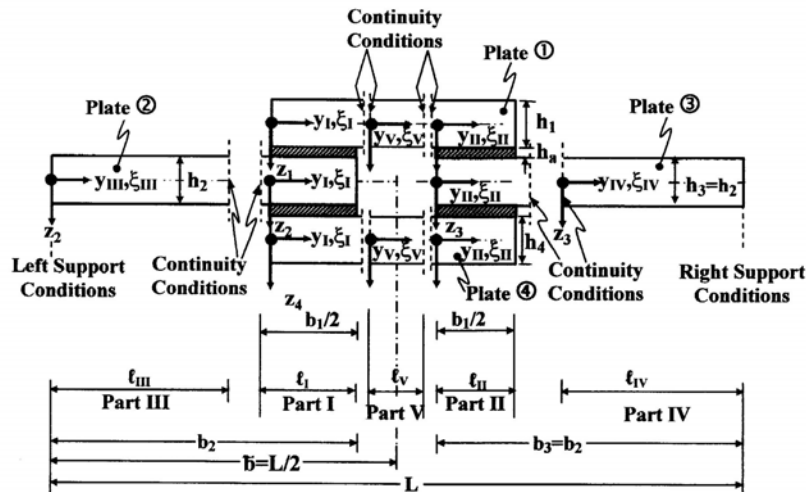 Continuity
Conditions
Plate ①
Plate ②
Plate ③
y_I,ξ_I
y_V,ξ_V
y_II,ξ_II
h_1
h_a
y_III,ξ_III
h_2
z_1
y_I,ξ_I
y_II,ξ_II
y_IV,ξ_IV
h_3=h_2
z_2
z_2
y_I,ξ_I
y_V,ξ_V
z_3
y_II,ξ_II
h_4
z_3
Left Support
Conditions
Continuity
Conditions
z_4
Plate ④
Continuity
Conditions
Right Support
Conditions
b_1/2
b_1/2
ℓ_III
Part III
ℓ_I
Part I
ℓ_V
Part V
ℓ_II
Part II
ℓ_IV
Part IV
b_2
b_3=b_2
b̃=L/2
L